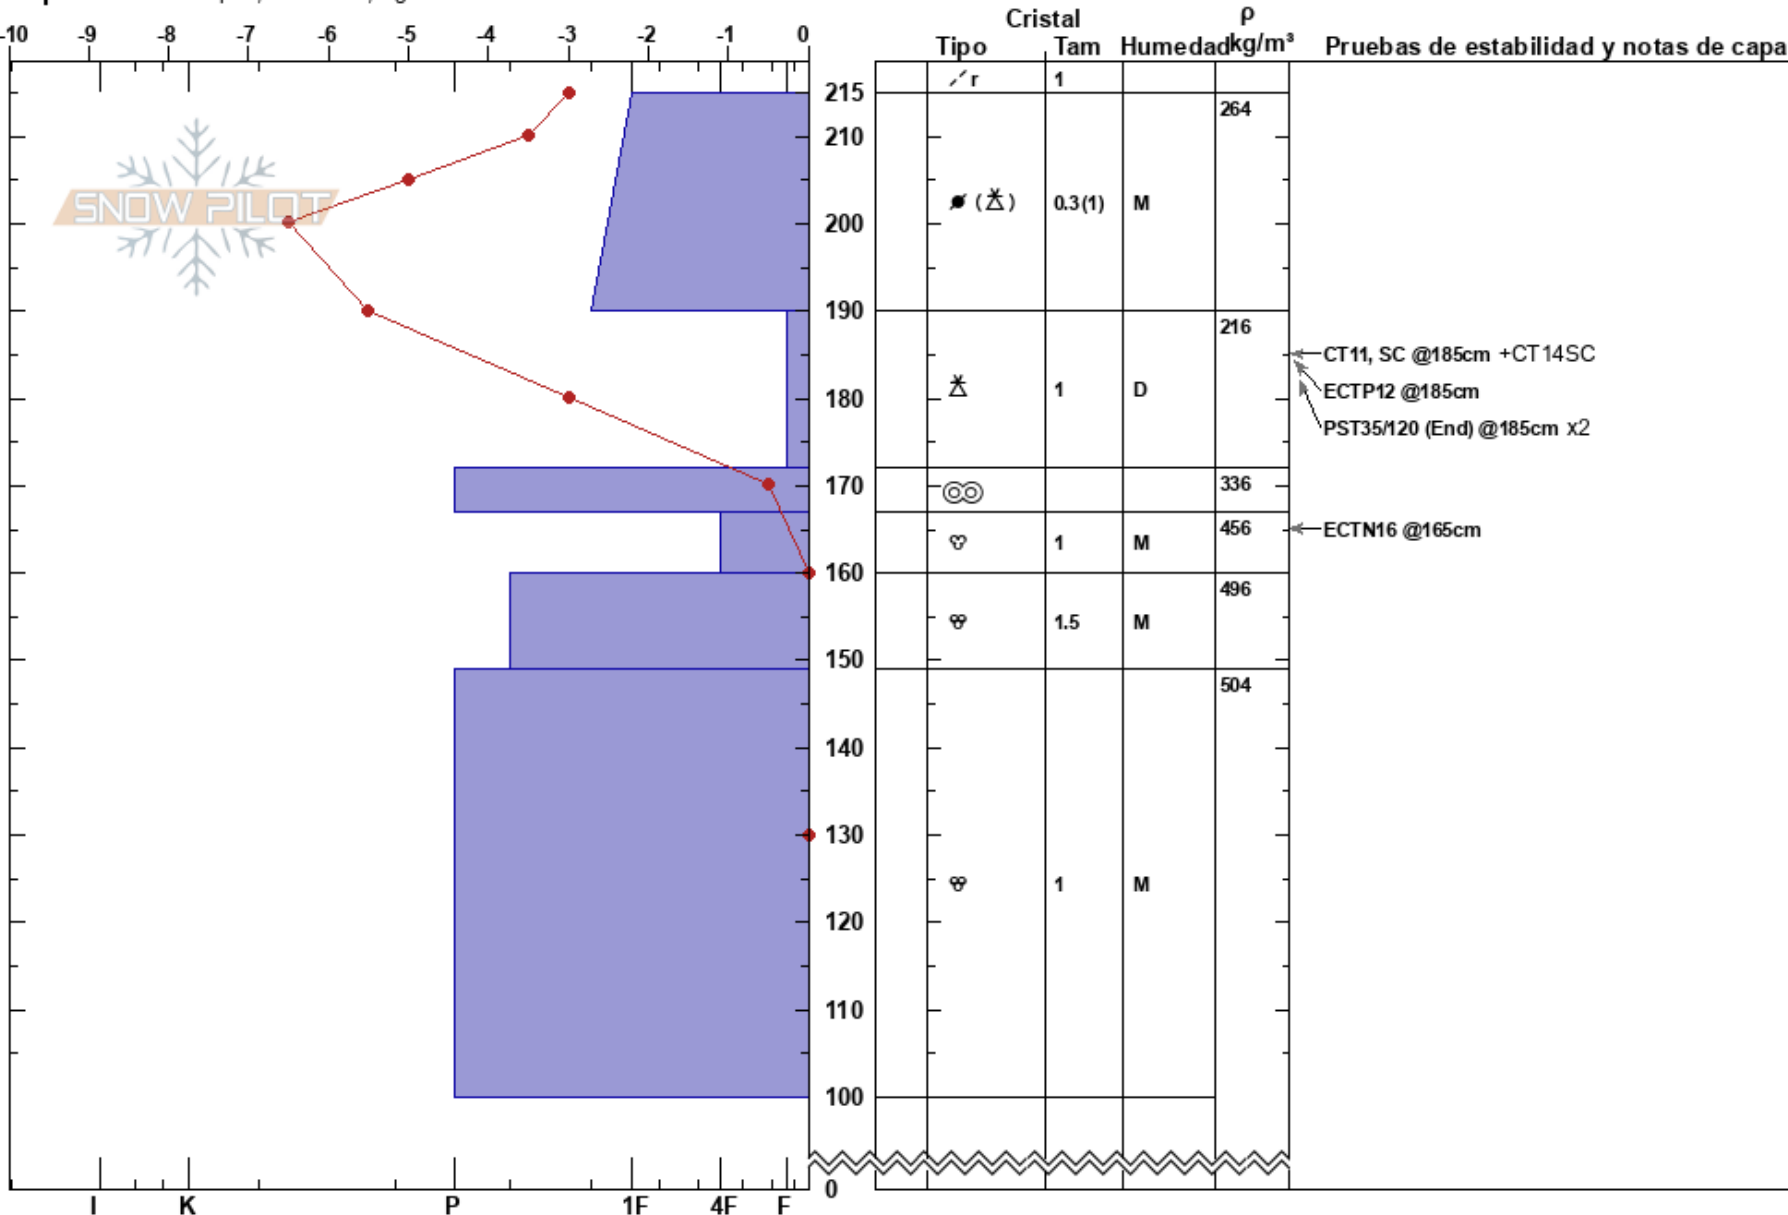 Cristal ρ
Tipo Tam Humedad kg/m³ Pruebas de estabilidad y notas de capa
-10 -9 -8 -7 -6 -5 -4 -3 -2 -1 0
r 1
215
264
210
SNOW PILOT
200 ( ) 0.3(1) M
190
216
CT11, SC @185cm +CT14SC
180 1 D ECTP12 @185cm
PST35/120 (End) @185cm x2
170 336
456 ECTN16 @165cm
1 M
160
496
1.5 M
150
504
140
130
1 M
120
110
100
0
I K P 1F 4F F